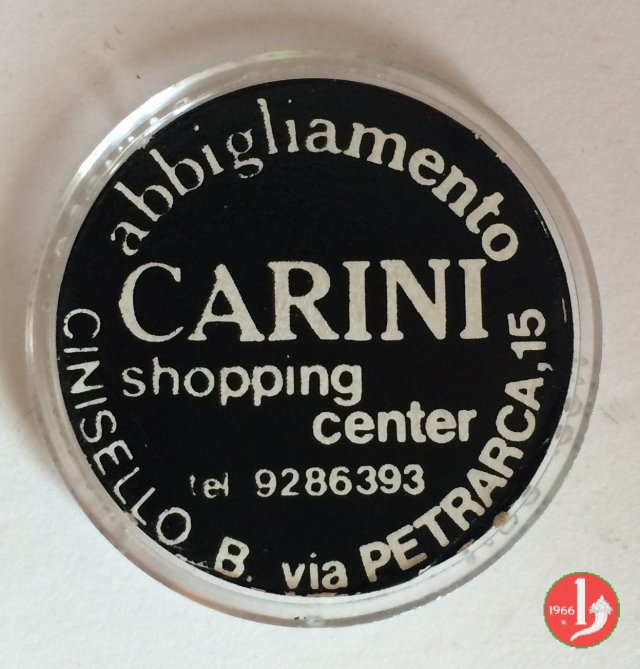 abbigliamento
CARINI
shopping
center
tel 9286393
CINISELLO B. via PETRARCA, 15
1966